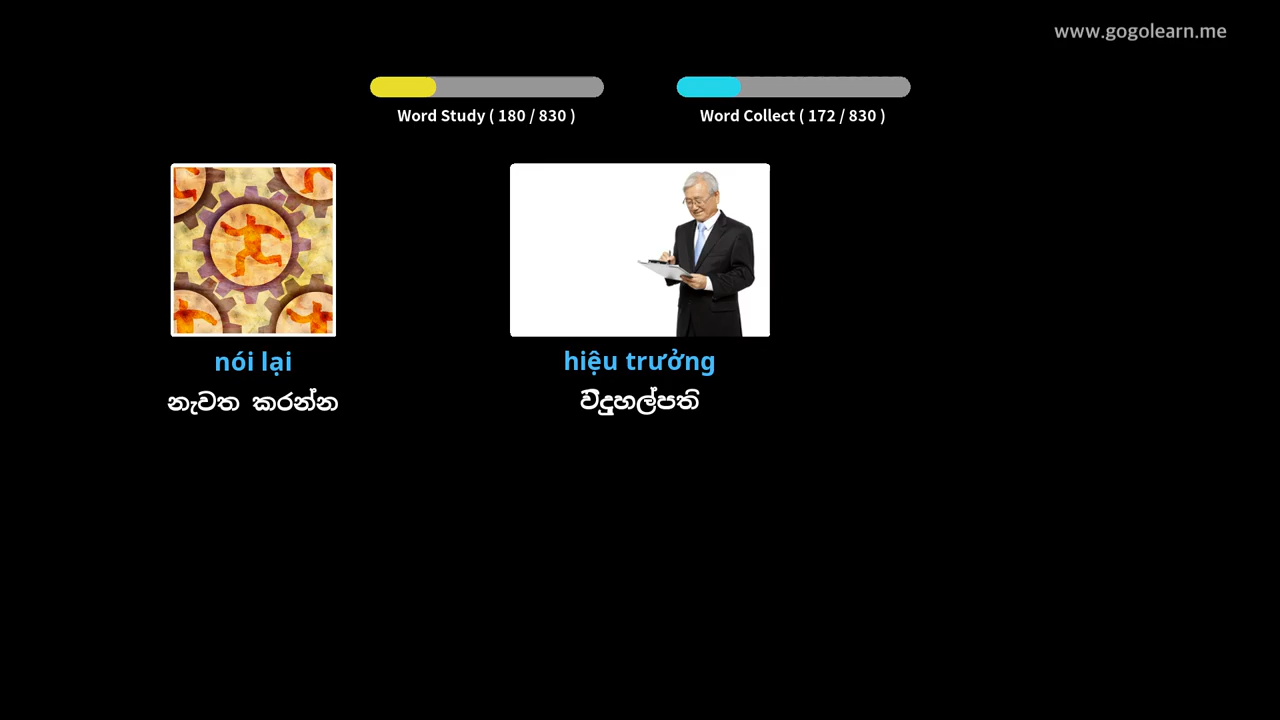 www.gogolearn.me
Word Study ( 180 / 830 )
Word Collect ( 172 / 830 )
nói lại
hiệu trưởng
නැවත කරන්න
විදුහල්පති